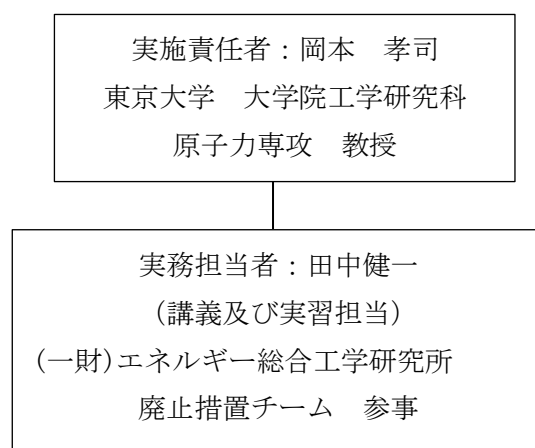 実施責任者：岡本　孝司
東京大学　大学院工学研究科
原子力専攻　教授
実務担当者：田中健一
(講義及び実習担当)
(一財)エネルギー総合工学研究所
廃止措置チーム　参事